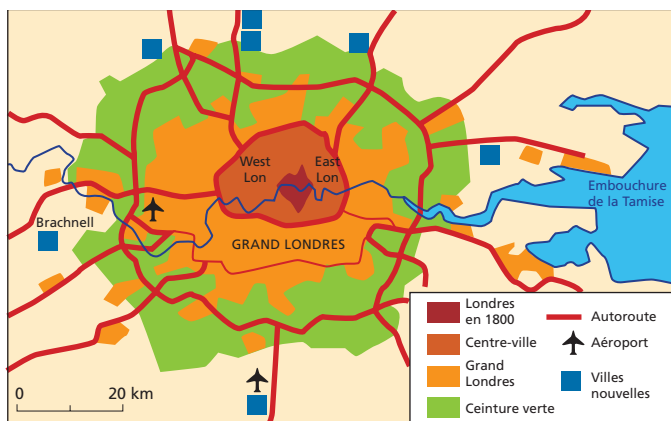 West
Lon
East
Lon
Embouchure
de la Tamise
Brachnell
GRAND LONDRES
0 20 km
Londres
en 1800
Centre-ville
Grand
Londres
Ceinture verte
Autoroute
Aéroport
Villes
nouvelles